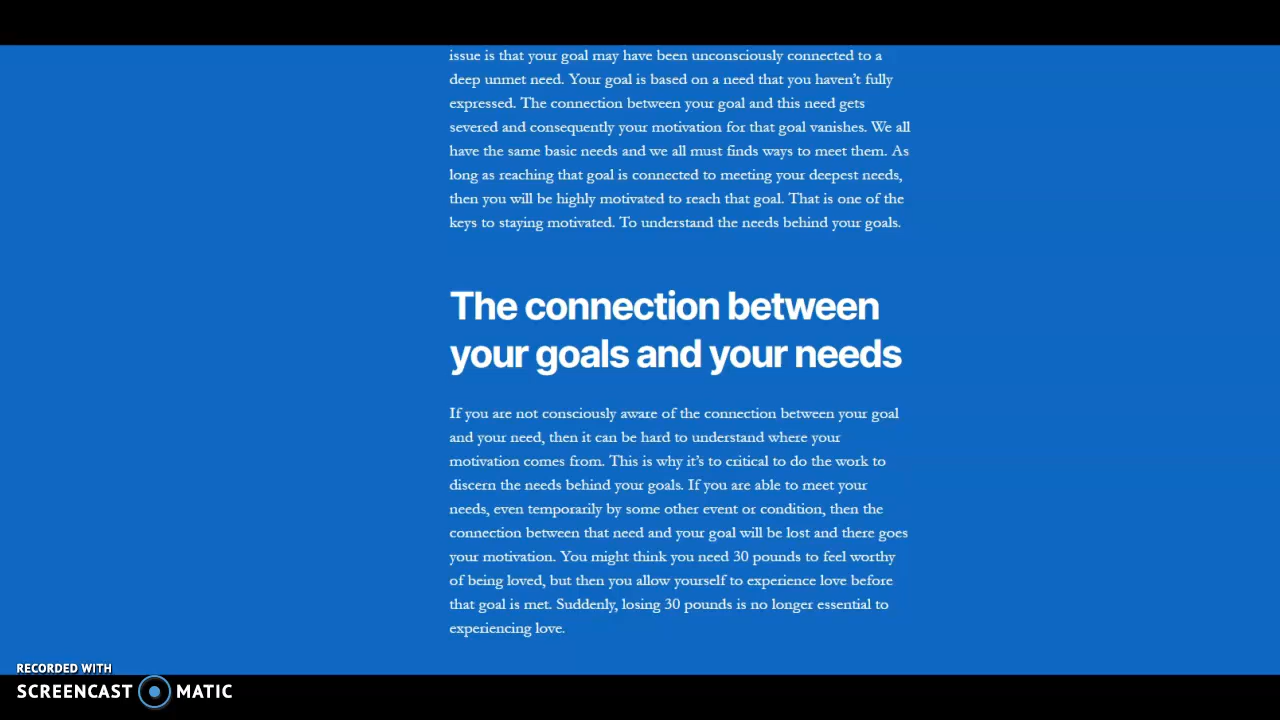 issue is that your goal may have been unconsciously connected to a
deep unmet need. Your goal is based on a need that you haven't fully
expressed. The connection between your goal and this need gets
severed and consequently your motivation for that goal vanishes. We all
have the same basic needs and we all must finds ways to meet them. As
long as reaching that goal is connected to meeting your deepest needs,
then you will be highly motivated to reach that goal. That is one of the
keys to staying motivated. To understand the needs behind your goals.
The connection between
your goals and your needs
If you are not consciously aware of the connection between your goal
and your need, then it can be hard to understand where your
motivation comes from. This is why it's to critical to do the work to
discern the needs behind your goals. If you are able to meet your
needs, even temporarily by some other event or condition, then the
connection between that need and your goal will be lost and there goes
your motivation. You might think you need 30 pounds to feel worthy
of being loved, but then you allow yourself to experience love before
that goal is met. Suddenly, losing 30 pounds is no longer essential to
experiencing love.
RECORDED WITH
SCREENCAST MATIC